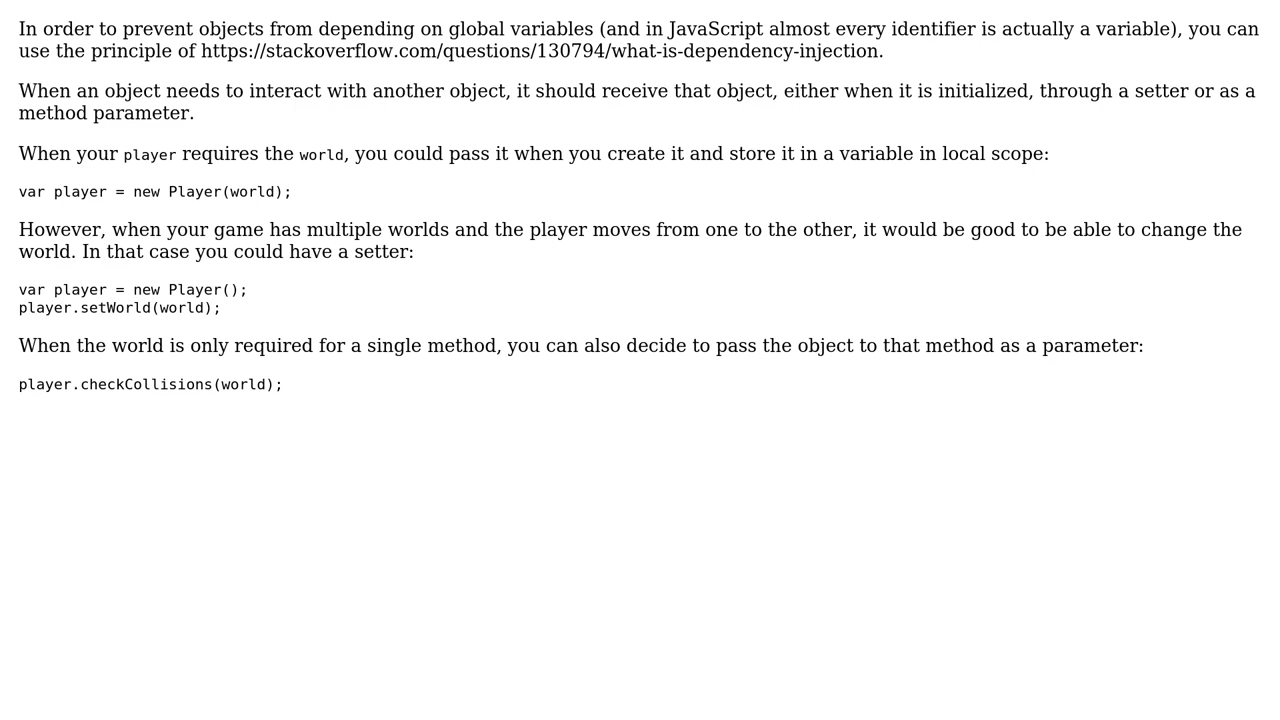 In order to prevent objects from depending on global variables (and in JavaScript almost every identifier is actually a variable), you can
use the principle of https://stackoverflow.com/questions/130794/what-is-dependency-injection.
When an object needs to interact with another object, it should receive that object, either when it is initialized, through a setter or as a
method parameter.
When your player requires the world, you could pass it when you create it and store it in a variable in local scope:
var player = new Player(world);
However, when your game has multiple worlds and the player moves from one to the other, it would be good to be able to change the
world. In that case you could have a setter:
var player = new Player();
player.setWorld(world);
When the world is only required for a single method, you can also decide to pass the object to that method as a parameter:
player.checkCollisions(world);